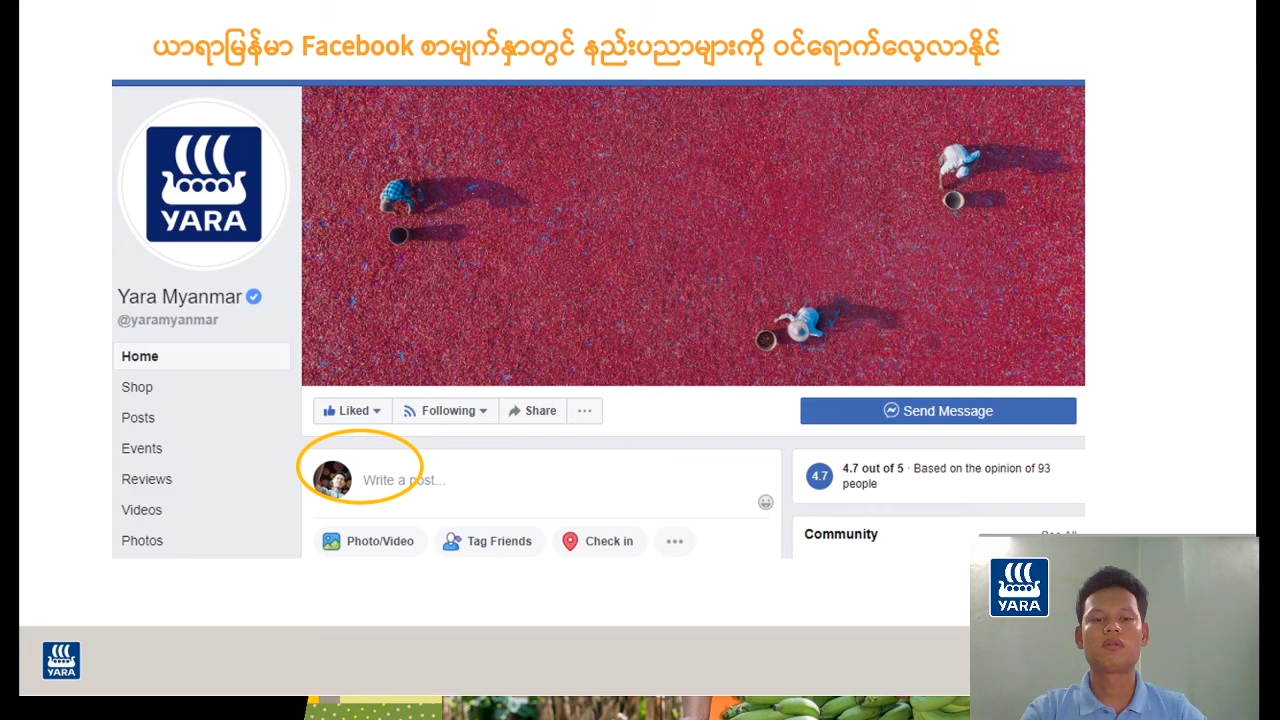 ယာရာမြန်မာ Facebook စာမျက်နှာတွင် နည်းပညာများကို ဝင်ရောက်လေ့လာနိုင်
YARA
Yara Myanmar
@yaramyanmar
Home
Shop
Posts
Events
Reviews
Videos
Photos
Liked
Following
Share
Send Message
Write a post...
Photo/Video
Tag Friends
Check in
4.7
4.7 out of 5 · Based on the opinion of 93
people
Community
See All
YARA
YARA